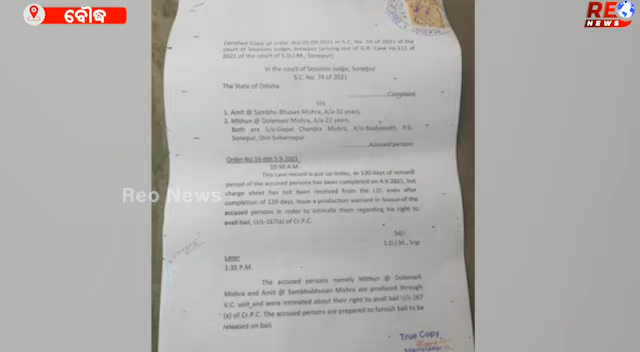 ବୌଦ୍ଧ
REO
NEWS
Certified Copy of order dtd.05.09.2021 in S.C. No. 74 of 2021 of the
court of Sessions Judge, Sonepur (arising out of G.R. Case no.111 of
2021 of the court of S.D.J.M., Sonepur)
In the court of Sessions Judge, Sonepur
S.C. No. 74 of 2021
The State of Odisha
Complaint
Vrs
1. Amit @ Sambhu Bhusan Mishra, A/a-32 years,
2. Mithun @ Dolamani Mishra, A/a-22 years,
Both are S/o-Gopal Chandra Mishra, R/o-Baidyanath, P.S-
Sonepur, Dist-Subarnapur.
Accused persons
Order No.16 dtd.5.9.2021
10:30 A.M
This case record is put up today, as 120 days of remand
period of the accused persons has been completed on 4.9.2021, but
charge sheet has not been received from the I.O. even after
completion of 120 days. Issue a production warrant in favour of the
accused persons in order to intimate them regarding his right to
avail bail, U/s-167(a) of Cr.P.C.
Reo News
Sd/-
S.D.J.M., Snp
Later
1:35 P.M.
The accused persons namely Mithun @ Dolamani
Mishra and Amit @ Sambhubhusan Mishra are produced through
V.C. unit and were intimated about their right to avail bail U/s-167
(a) of Cr.P.C. The accused persons are prepared to furnish bail to be
released on bail.
True Copy